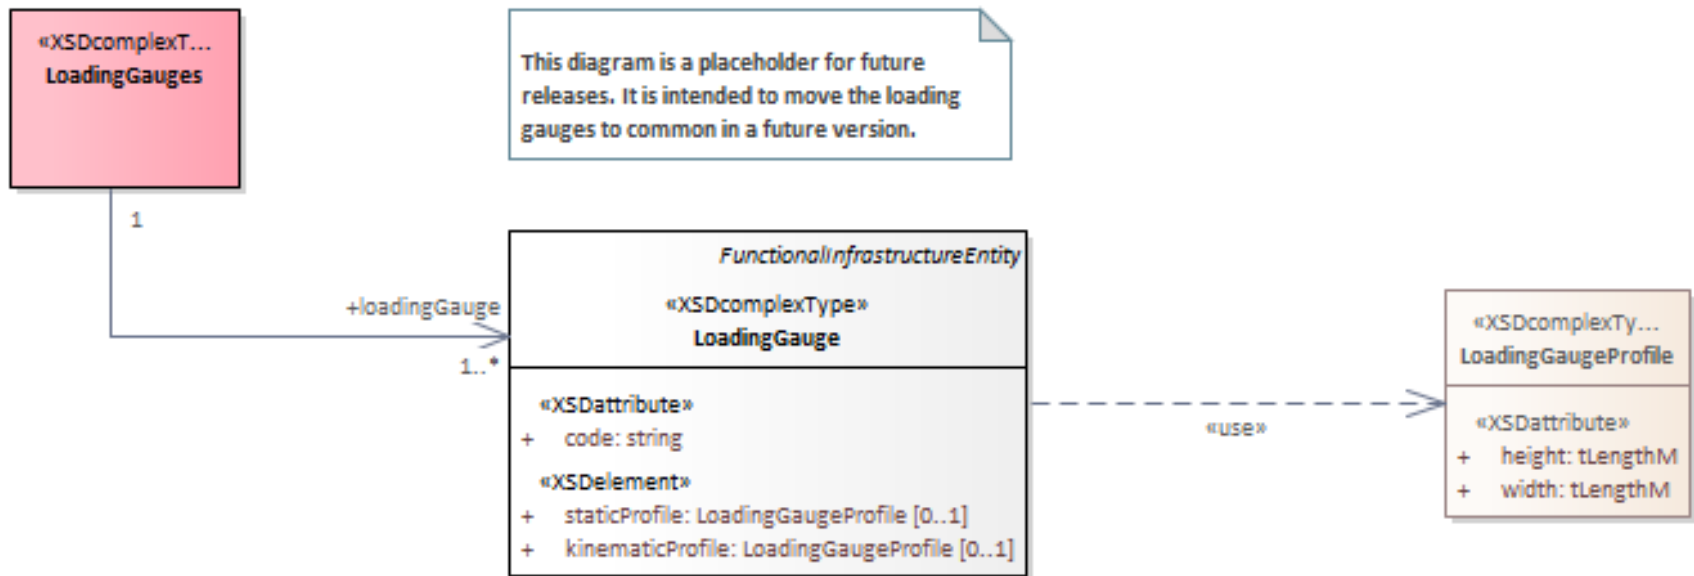 «XSDcomplexT...
LoadingGauges
This diagram is a placeholder for future
releases. It is intended to move the loading
gauges to common in a future version.
1
+loadingGauge
1..*
FunctionalInfrastructureEntity
«XSDcomplexType»
LoadingGauge
«XSDattribute»
+ code: string
«XSDelement»
+ staticProfile: LoadingGaugeProfile [0..1]
+ kinematicProfile: LoadingGaugeProfile [0..1]
«use»
«XSDcomplexTy...
LoadingGaugeProfile
«XSDattribute»
+ height: tLengthM
+ width: tLengthM